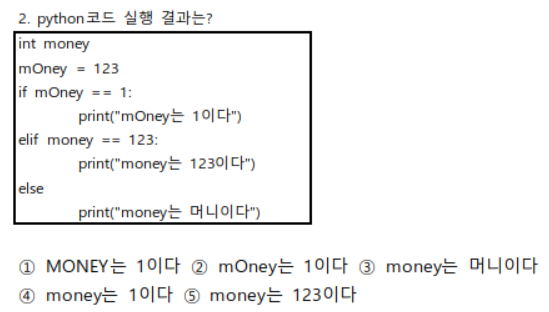 2. python코드 실행 결과는?
int money
mOney = 123
if mOney == 1:
print("mOney는 1이다")
elif money == 123:
print("money는 123이다")
else
print("money는 머니이다")
① MONEY는 1이다 ② mOney는 1이다 ③ money는 머니이다
④ money는 1이다 ⑤ money는 123이다